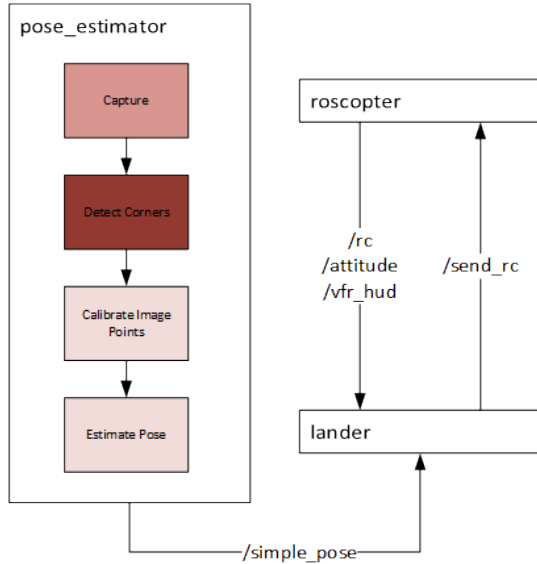 pose_estimator
Capture
Detect Corners
Calibrate Image
Points
Estimate Pose
roscopter
/rc
/attitude
/vfr_hud
/send_rc
lander
/simple_pose